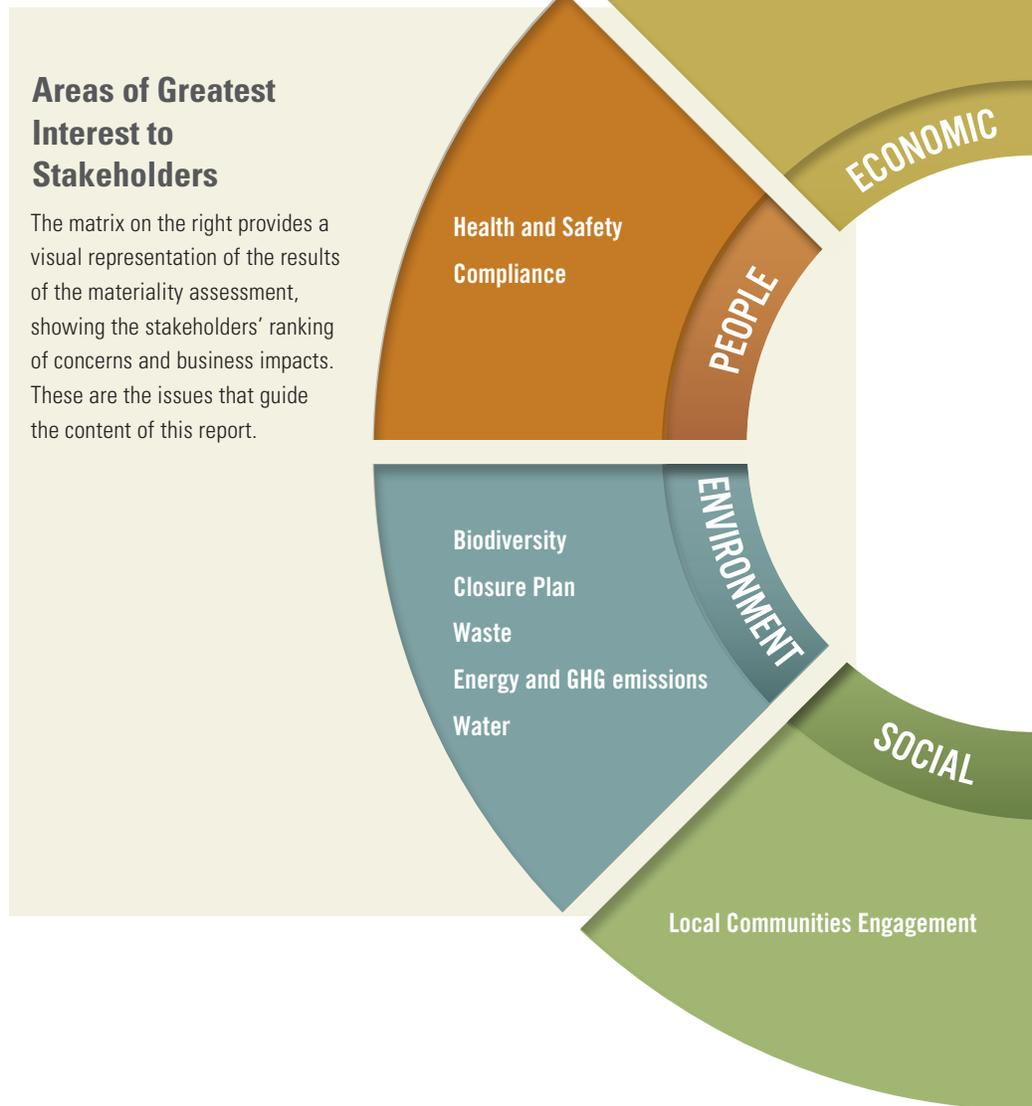 Areas of Greatest
Interest to
Stakeholders
The matrix on the right provides a
visual representation of the results
of the materiality assessment,
showing the stakeholders’ ranking
of concerns and business impacts.
These are the issues that guide
the content of this report.
ECONOMIC
Health and Safety
Compliance
PEOPLE
Biodiversity
Closure Plan
Waste
Energy and GHG emissions
Water
ENVIRONMENT
SOCIAL
Local Communities Engagement